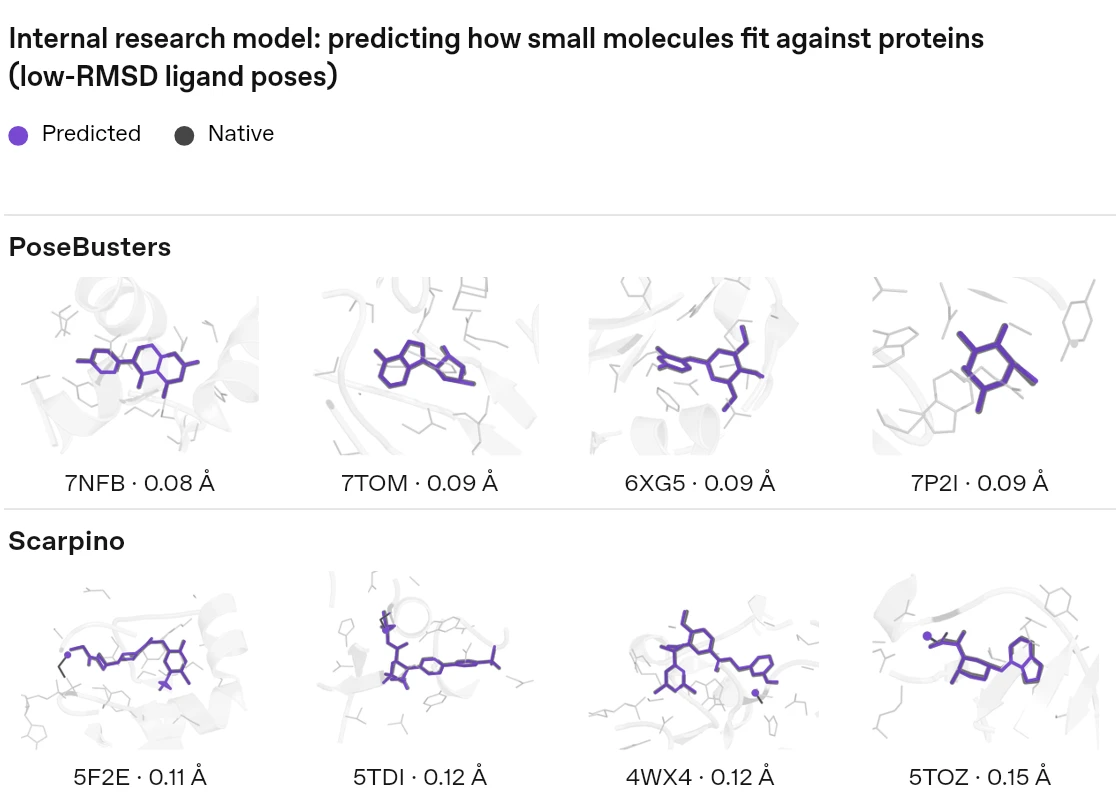 Internal research model: predicting how small molecules fit against proteins
(low-RMSD ligand poses)
Predicted Native
PoseBusters
7NFB · 0.08 Å 7TOM · 0.09 Å 6XG5 · 0.09 Å 7P2I · 0.09 Å
Scarpino
5F2E · 0.11 Å 5TDI · 0.12 Å 4WX4 · 0.12 Å 5TOZ · 0.15 Å